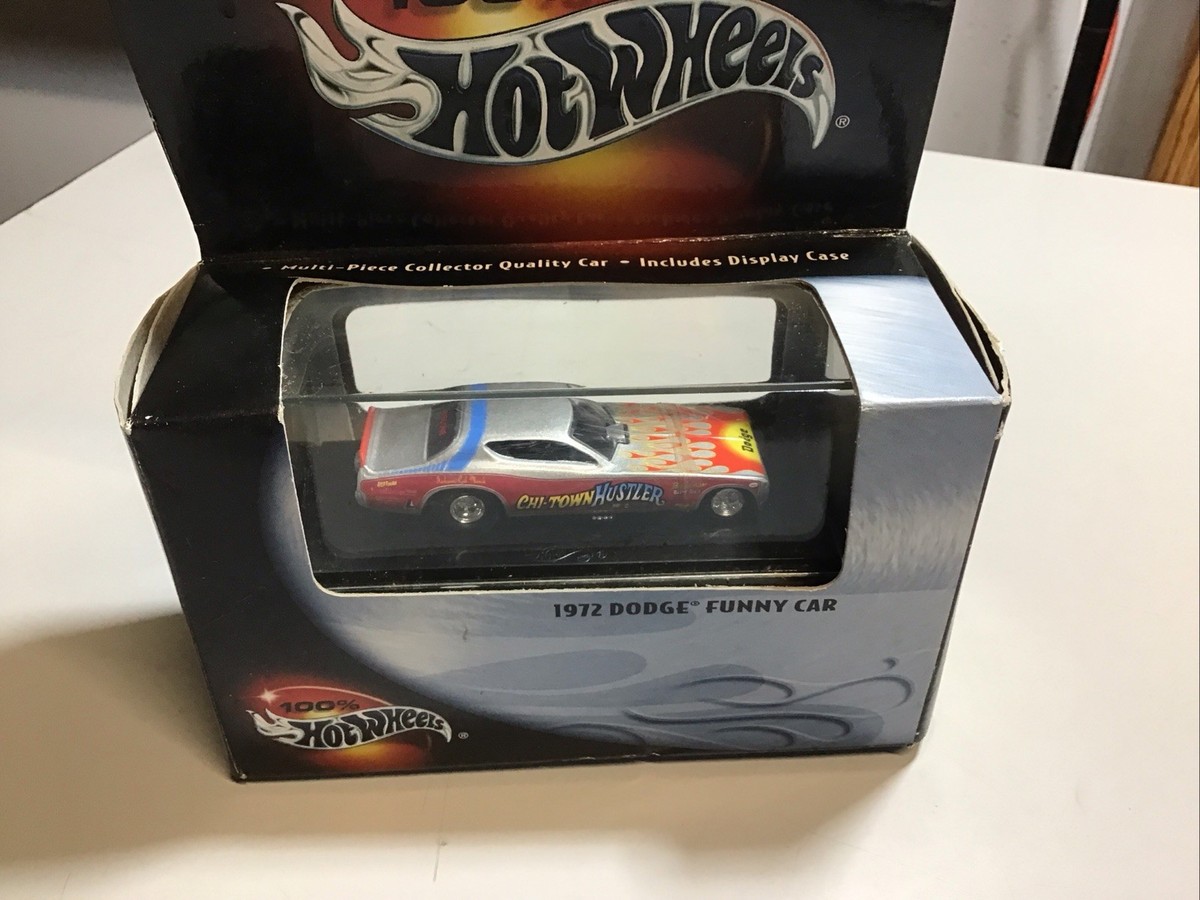 HOT WHEELS ®
- Multi-Piece Collector Quality Car - Includes Display Case
Dodge
CHI-TOWN HUSTLER
1972 DODGE® FUNNY CAR
100%
HOT WHEELS ®